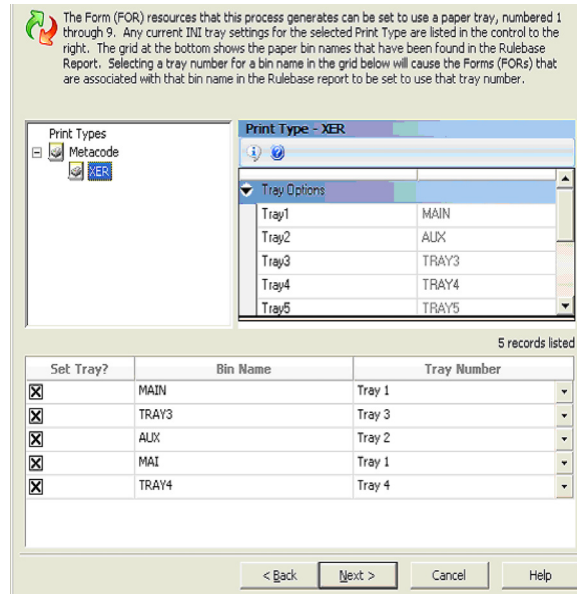 The Form (FOR) resources that this process generates can be set to use a paper tray, numbered 1
through 9. Any current INI tray settings for the selected Print Type are listed in the control to the
right. The grid at the bottom shows the paper bin names that have been found in the Rulebase
Report. Selecting a tray number for a bin name in the grid below will cause the Forms (FORs) that
are associated with that bin name in the Rulebase report to be set to use that tray number.
Print Types
Metacode
XER
Print Type - XER
Tray Options
Tray1 MAIN
Tray2 AUX
Tray3 TRAY3
Tray4 TRAY4
Tray5 TRAY5
5 records listed
Set Tray? Bin Name Tray Number
MAIN Tray 1
TRAY3 Tray 3
AUX Tray 2
MAI Tray 1
TRAY4 Tray 4
< Back Next > Cancel Help